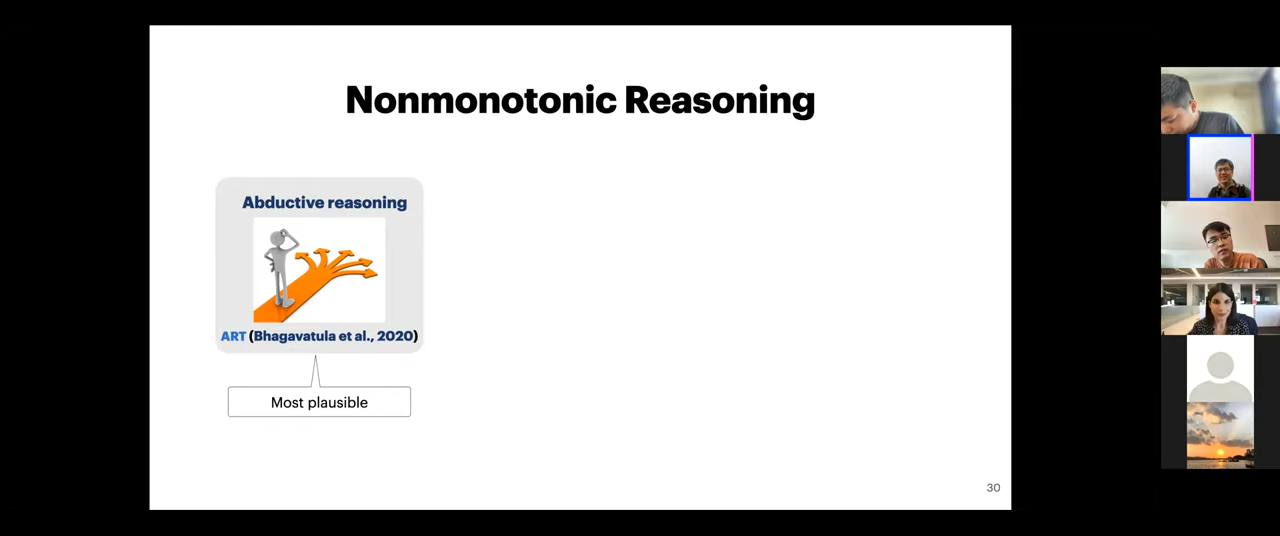 Nonmonotonic Reasoning
Abductive reasoning
ART (Bhagavatula et al., 2020)
Most plausible
30